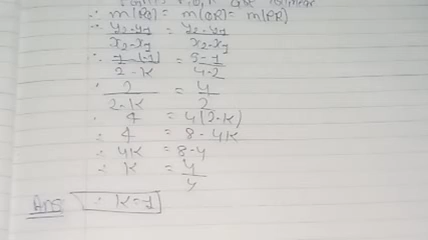 ∴ m(PQ) = m(QR) = m(PR)
∴ y₂-y₁/x₂-x₁ = y₂-y₁/x₂-x₁
∴ 1-(-1)/2-k = 5-1/4-2
∴ 2/2-k = 4/2
∴ 4 = 4(2-k)
∴ 4 = 8-4k
∴ 4k = 8-4
∴ k = 4/4
Ans ∴ k=1